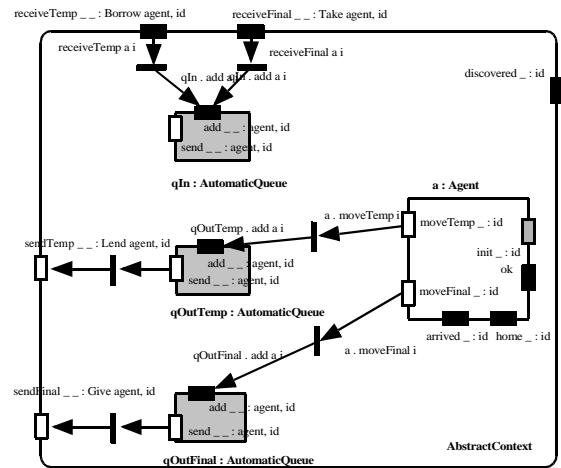 receiveTemp _ _ : Borrow agent, id
receiveFinal _ _ : Take agent, id
receiveTemp a i
receiveFinal a i
discovered _ : id
qIn . add a i
qIn . add a i
add _ _ : agent, id
send _ _ : agent, id
qIn : AutomaticQueue
a : Agent
qOutTemp . add a i
a . moveTemp i
moveTemp _ : id
sendTemp _ _ : Lend agent, id
init _ : id
add _ _ : agent, id
ok
send _ _ : agent, id
moveFinal _ : id
qOutTemp : AutomaticQueue
arrived _ : id
home _ : id
qOutFinal . add a i
a . moveFinal i
sendFinal _ _ : Give agent, id
add _ _ : agent, id
send _ _ : agent, id
AbstractContext
qOutFinal : AutomaticQueue